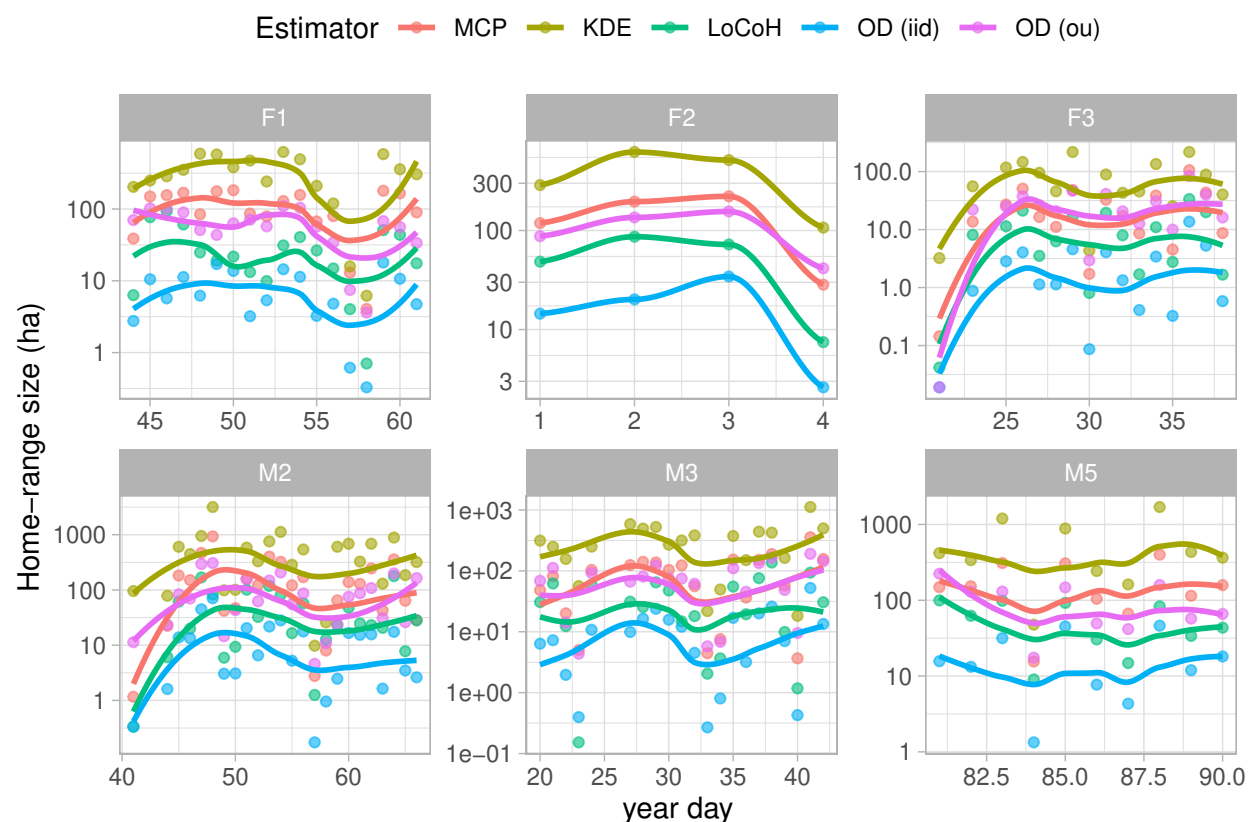 Estimator MCP KDE LoCoH OD (iid) OD (ou)
F1 F2 F3
100
10
1
300
100
30
10
3
100.0
10.0
1.0
0.1
45 50 55 60
1 2 3 4
25 30 35
Home−range size (ha)
M2 M3 M5
1000
100
10
1
1e+03
1e+02
1e+01
1e+00
1e−01
1000
100
10
1
40 50 60
20 25 30 35 40
82.5 85.0 87.5 90.0
year day